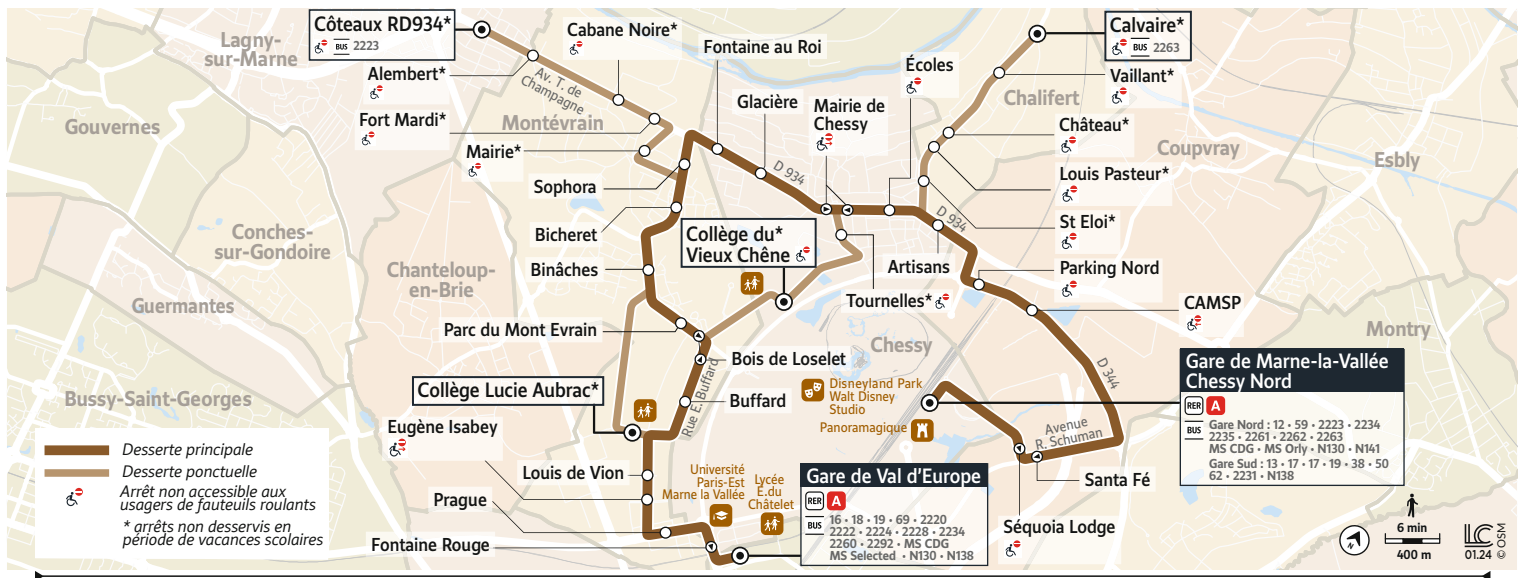 Côteaux RD934*
BUS 2223
Cabane Noire*
Fontaine au Roi
Calvaire*
BUS 2263
Lagny-
sur-Marne
Alembert*
Av. T. de
Champagne
Écoles
Vaillant*
Glacière
Mairie de
Chessy
Chalifert
Gouvernes
Fort Mardi*
Montévrain
Château*
Coupvray
Esbly
Mairie*
D 934
Louis Pasteur*
Sophora
D 934
St Eloi*
Bicheret
Collège du*
Vieux Chêne
Conches-
sur-Gondoire
Chanteloup-
en-Brie
Binâches
Artisans
Parking Nord
Tournelles*
CAMSP
Guermantes
Parc du Mont Evrain
Chessy
Montry
Bois de Loselet
D 344
Gare de Marne-la-Vallée
Chessy Nord
RER A
BUS
Gare Nord : 12 • 59 • 2223 • 2234
2235 • 2261 • 2262 • 2263
MS CDG • MS Orly • N130 • N141
Gare Sud : 13 • 17 • 17 • 19 • 38 • 50
62 • 2231 • N138
Collège Lucie Aubrac*
Rue E. Buffard
Disneyland Park
Walt Disney
Studio
Panoramagique
Bussy-Saint-Georges
Buffard
Eugène Isabey
Avenue
R. Schuman
Desserte principale
Desserte ponctuelle
Arrêt non accessible aux
usagers de fauteuils roulants
* arrêts non desservis en
période de vacances scolaires
Louis de Vion
Université
Paris-Est
Marne la Vallée
Lycée
E.du
Châtelet
Gare de Val d'Europe
RER A
BUS
16 • 18 • 19 • 69 • 2220
2222 • 2224 • 2228 • 2234
2260 • 2292 • MS CDG
MS Selected • N130 • N138
Santa Fé
Prague
Séquoia Lodge
Fontaine Rouge
N
6 min
400 m
LC
01.24
© OSM